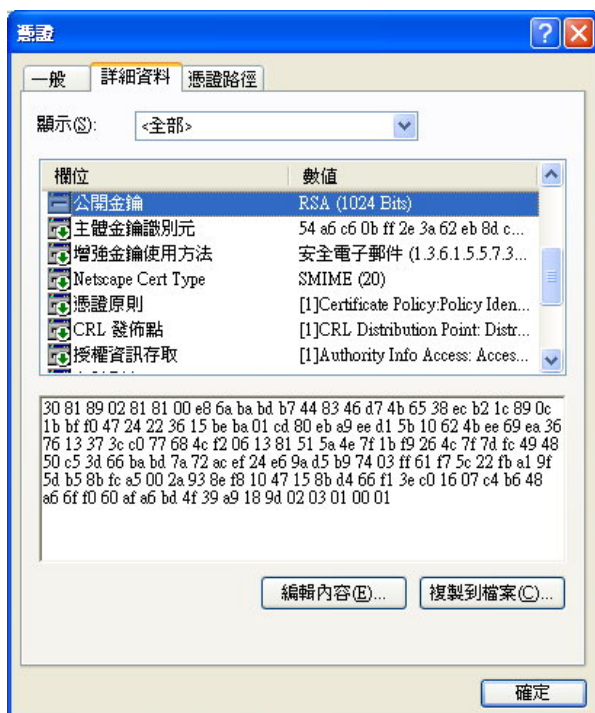 憑證
一般 詳細資料 憑證路徑
顯示(S): <全部>
欄位 數值
公開金鑰 RSA (1024 Bits)
主體金鑰識別元 54 a6 c6 0b ff 2e 3a 62 eb 8d c...
增強金鑰使用方法 安全電子郵件 (1.3.6.1.5.5.7.3...
Netscape Cert Type SMIME (20)
憑證原則 [1]Certificate Policy:Policy Iden...
CRL 發佈點 [1]CRL Distribution Point: Distr...
授權資訊存取 [1]Authority Info Access: Acces...
30 81 89 02 81 81 00 e8 6a ba bd b7 44 83 46 d7 4b 65 38 ec b2 1c 89 0c
1b bf f0 47 24 22 36 15 be ba 01 cd 80 eb a9 ee d1 5b 10 62 4b ee 69 ea 36
76 13 37 3c c0 77 68 4c f2 06 13 81 51 5a 4e 7f 1b f9 26 4c 7f 7d fc 49 48
50 c5 3d 66 ba bd 7a 72 ac ef 24 e6 9a d5 b9 74 03 ff 61 f7 5c 22 fb a1 9f
5d b5 8b fc a5 00 2a 93 8e f8 10 47 15 8b d4 66 f1 3e c0 16 07 c4 b6 48
a6 6f f0 60 af a6 bd 4f 39 a9 18 9d 02 03 01 00 01
編輯內容(E)... 複製到檔案(C)...
確定